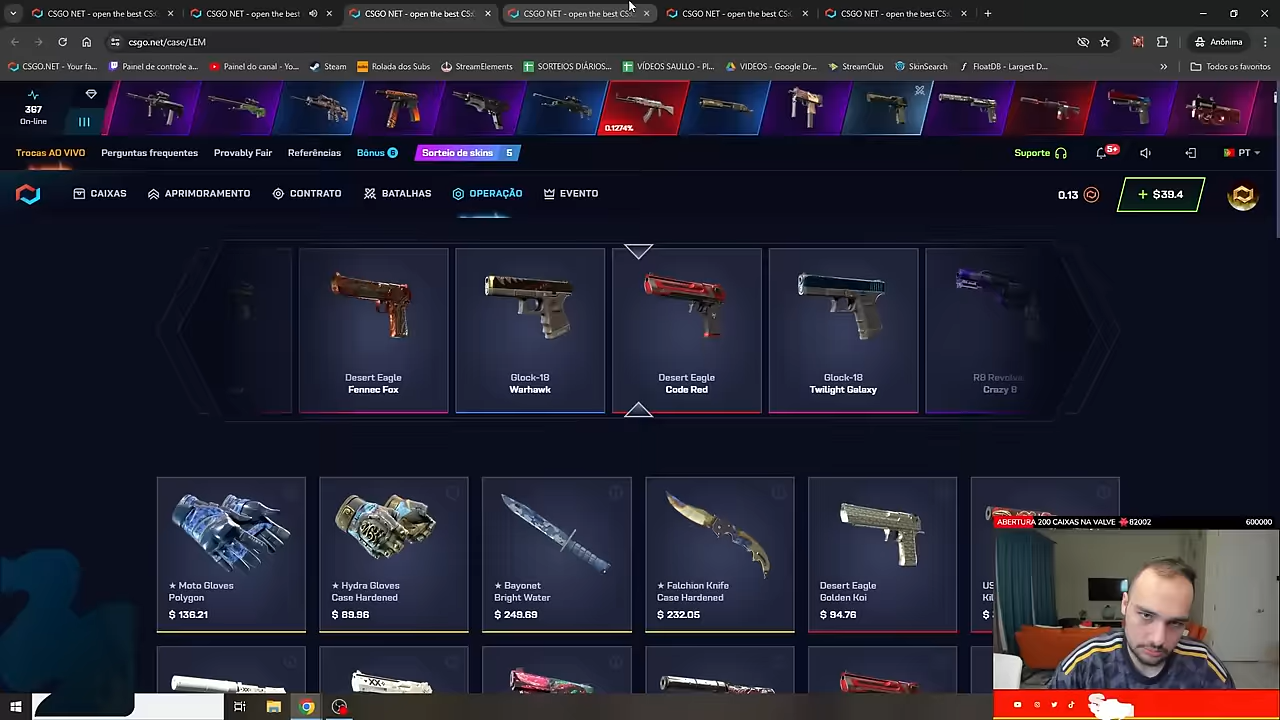 CSGO NET - open the best CS:
CSGO NET - open the best
CSGO NET - open the best CS:
CSGO NET - open the best CS:
CSGO NET - open the best CS:
CSGO NET - open the best CS:
csgo.net/case/LEM
Anônima
CSGO.NET - Your fa...
Painel de controle a...
Painel do canal - Yo...
Steam
Rolada dos Subs
StreamElements
SORTEIOS DIÁRIOS...
VÍDEOS SAULLO - Pl...
VÍDEOS - Google Dr...
StreamClub
SkinSearch
FloatDB - Largest D...
Todos os favoritos
367
On-line
0.1274%
Trocas AO VIVO
Perguntas frequentes
Provably Fair
Referências
Bônus
Sorteio de skins 5
Suporte
5+
PT
CAIXAS
APRIMORAMENTO
CONTRATO
BATALHAS
OPERAÇÃO
EVENTO
0.13
+ $39.4
Desert Eagle
Fennec Fox
Glock-18
Warhawk
Desert Eagle
Code Red
Glock-18
Twilight Galaxy
R8 Revolve
Crazy 8
★ Moto Gloves
Polygon
$ 136.21
★ Hydra Gloves
Case Hardened
$ 89.96
★ Bayonet
Bright Water
$ 249.69
★ Falchion Knife
Case Hardened
$ 232.05
Desert Eagle
Golden Koi
$ 94.76
ABERTURA 200 CAIXAS NA VALVE 82002
600000